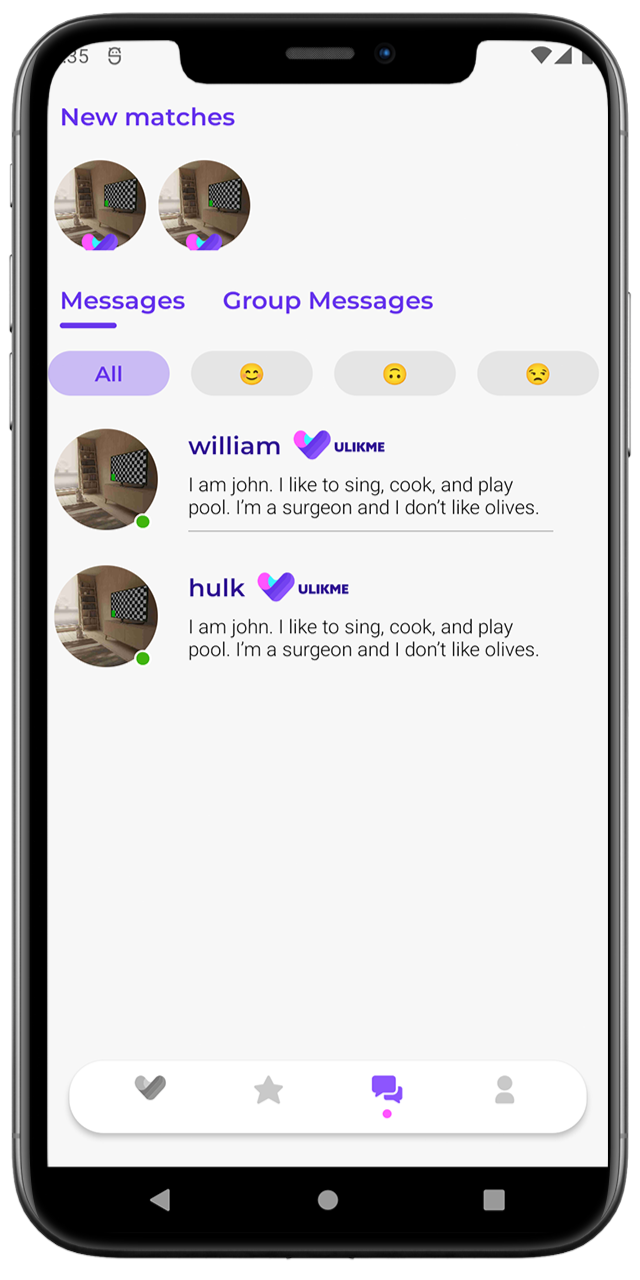 :35
New matches
Messages Group Messages
All 😊 🙃 😒
william ULIKME
I am john. I like to sing, cook, and play
pool. I’m a surgeon and I don’t like olives.
hulk ULIKME
I am john. I like to sing, cook, and play
pool. I’m a surgeon and I don’t like olives.